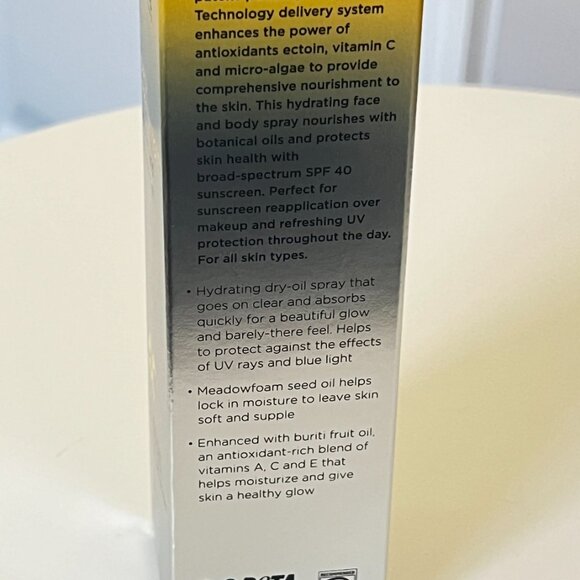 Technology delivery system
enhances the power of
antioxidants ectoin, vitamin C
and micro-algae to provide
comprehensive nourishment to
the skin. This hydrating face
and body spray nourishes with
botanical oils and protects
skin health with
broad-spectrum SPF 40
sunscreen. Perfect for
sunscreen reapplication over
makeup and refreshing UV
protection throughout the day.
For all skin types.
• Hydrating dry-oil spray that
goes on clear and absorbs
quickly for a beautiful glow
and barely-there feel. Helps
to protect against the effects
of UV rays and blue light
• Meadowfoam seed oil helps
lock in moisture to leave skin
soft and supple
• Enhanced with buriti fruit oil,
an antioxidant-rich blend of
vitamins A, C and E that
helps moisturize and give
skin a healthy glow
RECOMMENDED